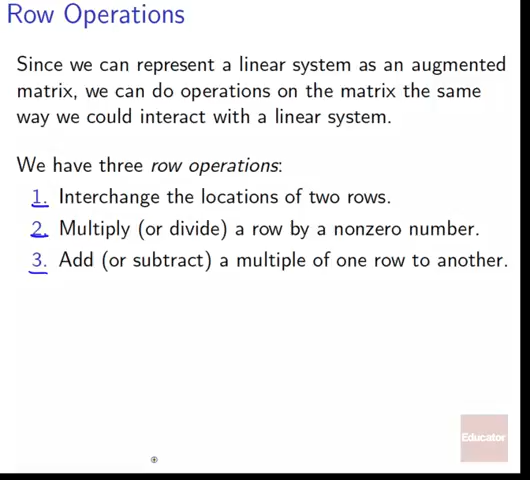 Row Operations
Since we can represent a linear system as an augmented
matrix, we can do operations on the matrix the same
way we could interact with a linear system.
We have three row operations:
1. Interchange the locations of two rows.
2. Multiply (or divide) a row by a nonzero number.
3. Add (or subtract) a multiple of one row to another.
Educator